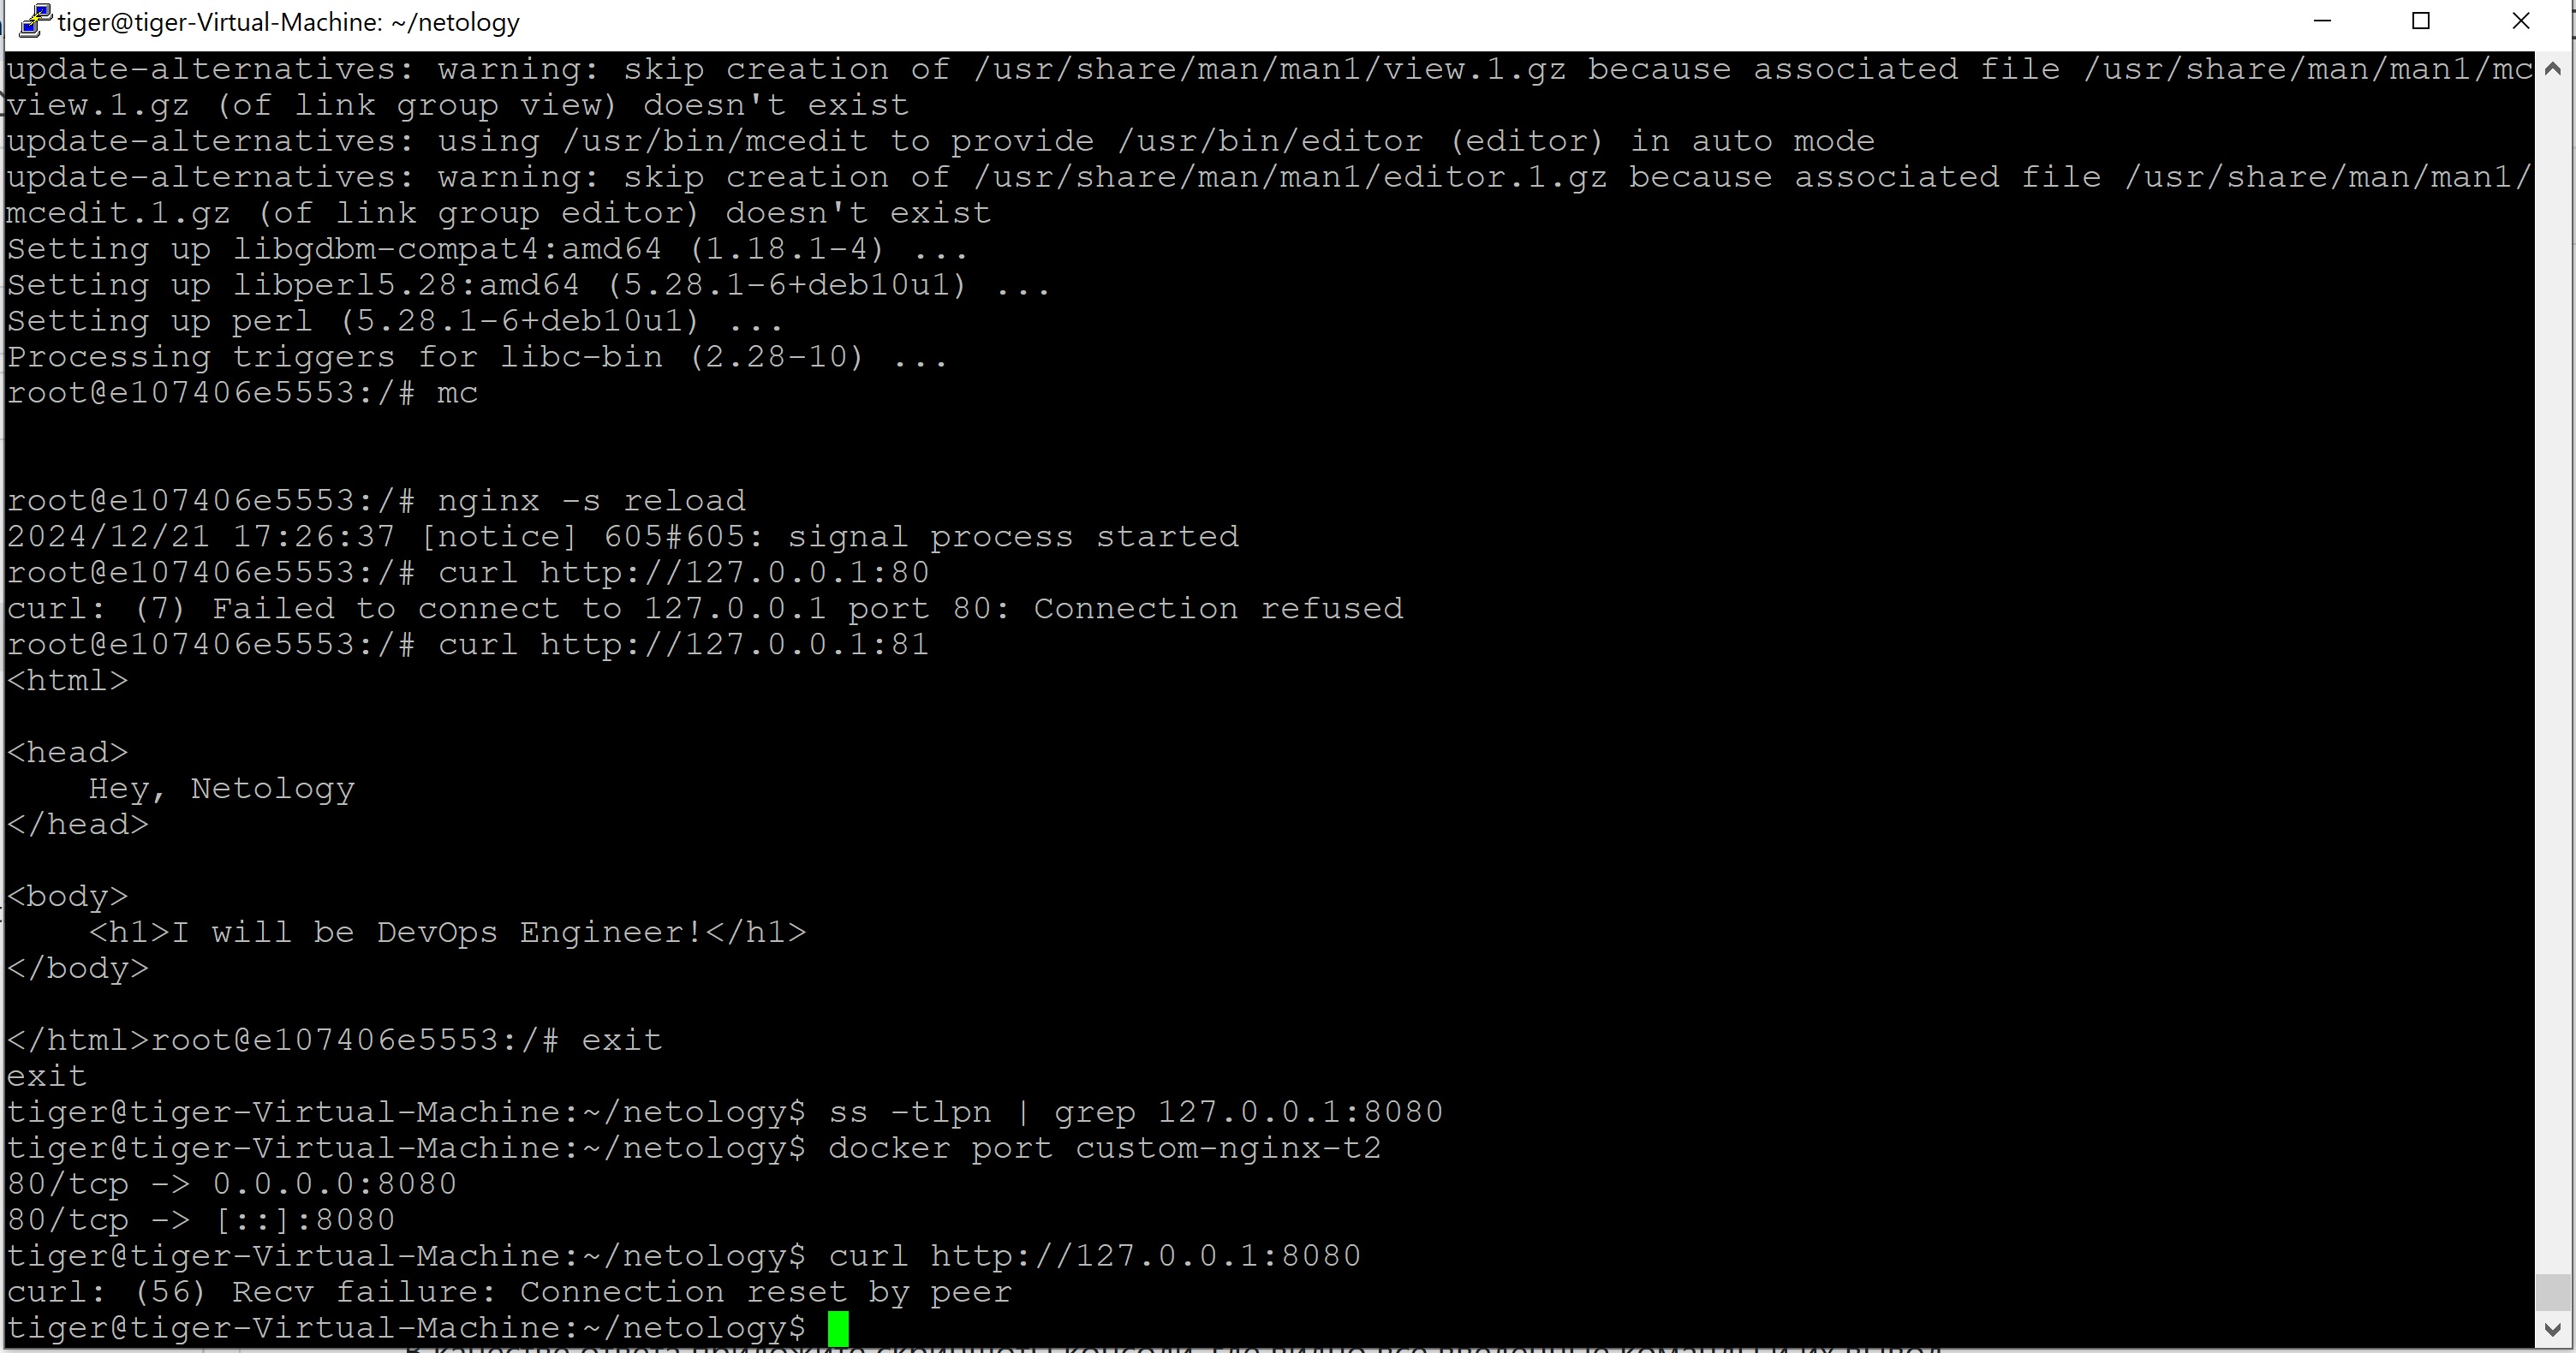 tiger@tiger-Virtual-Machine: ~/netology
update-alternatives: warning: skip creation of /usr/share/man/man1/view.1.gz because associated file /usr/share/man/man1/mc
view.1.gz (of link group view) doesn't exist
update-alternatives: using /usr/bin/mcedit to provide /usr/bin/editor (editor) in auto mode
update-alternatives: warning: skip creation of /usr/share/man/man1/editor.1.gz because associated file /usr/share/man/man1/
mcedit.1.gz (of link group editor) doesn't exist
Setting up libgdbm-compat4:amd64 (1.18.1-4) ...
Setting up libperl5.28:amd64 (5.28.1-6+deb10u1) ...
Setting up perl (5.28.1-6+deb10u1) ...
Processing triggers for libc-bin (2.28-10) ...
root@e107406e5553:/# mc
root@e107406e5553:/# nginx -s reload
2024/12/21 17:26:37 [notice] 605#605: signal process started
root@e107406e5553:/# curl http://127.0.0.1:80
curl: (7) Failed to connect to 127.0.0.1 port 80: Connection refused
root@e107406e5553:/# curl http://127.0.0.1:81
<html>
<head>
    Hey, Netology
</head>
<body>
    <h1>I will be DevOps Engineer!</h1>
</body>
</html>root@e107406e5553:/# exit
exit
tiger@tiger-Virtual-Machine:~/netology$ ss -tlpn | grep 127.0.0.1:8080
tiger@tiger-Virtual-Machine:~/netology$ docker port custom-nginx-t2
80/tcp -> 0.0.0.0:8080
80/tcp -> [::]:8080
tiger@tiger-Virtual-Machine:~/netology$ curl http://127.0.0.1:8080
curl: (56) Recv failure: Connection reset by peer
tiger@tiger-Virtual-Machine:~/netology$